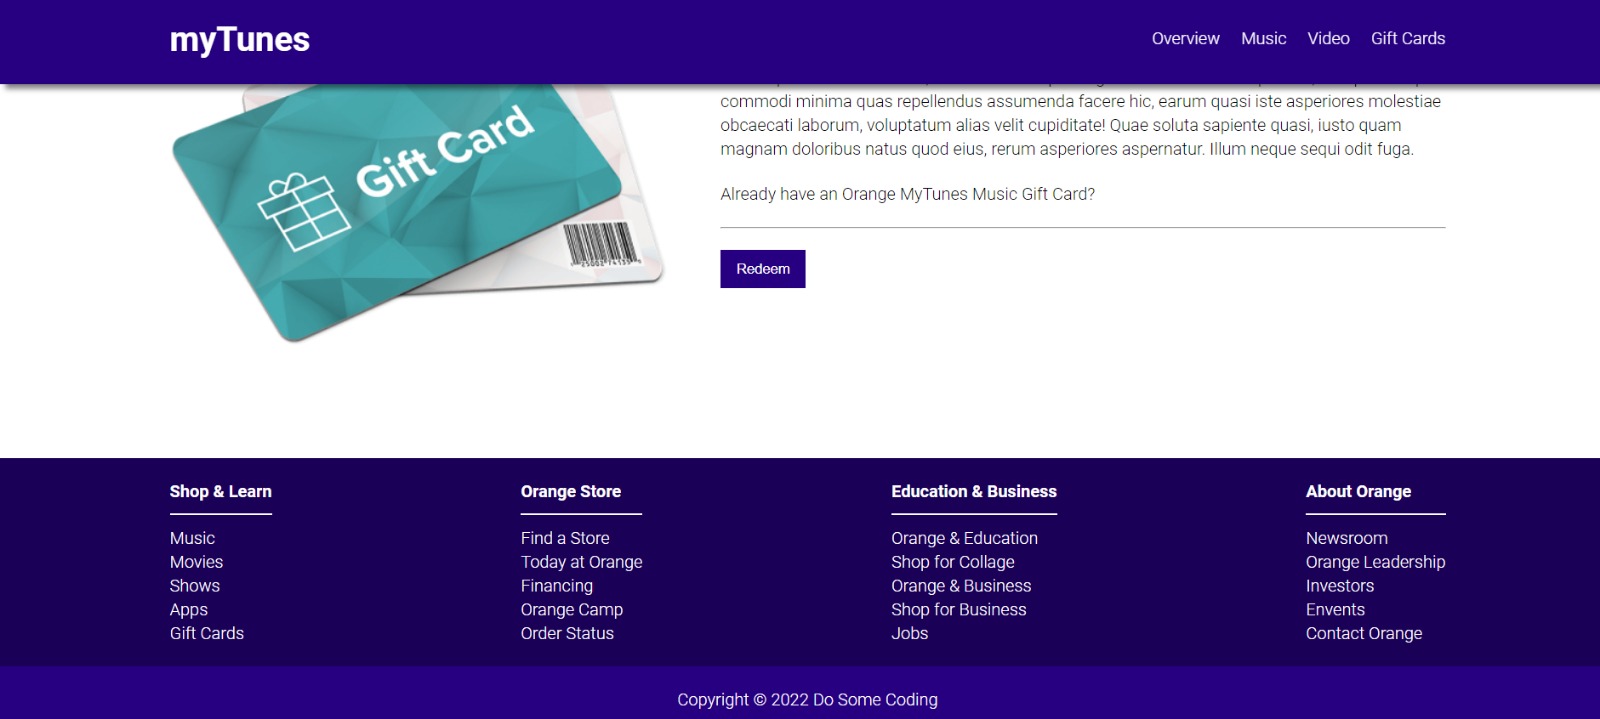 myTunes
Overview Music Video Gift Cards
commodi minima quas repellendus assumenda facere hic, earum quasi iste asperiores molestiae
obcaecati laborum, voluptatum alias velit cupiditate! Quae soluta sapiente quasi, iusto quam
magnam doloribus natus quod eius, rerum asperiores aspernatur. Illum neque sequi odit fuga.
Gift Card
Already have an Orange MyTunes Music Gift Card?
Redeem
Shop & Learn
Music
Movies
Shows
Apps
Gift Cards
Orange Store
Find a Store
Today at Orange
Financing
Orange Camp
Order Status
Education & Business
Orange & Education
Shop for Collage
Orange & Business
Shop for Business
Jobs
About Orange
Newsroom
Orange Leadership
Investors
Envents
Contact Orange
Copyright © 2022 Do Some Coding